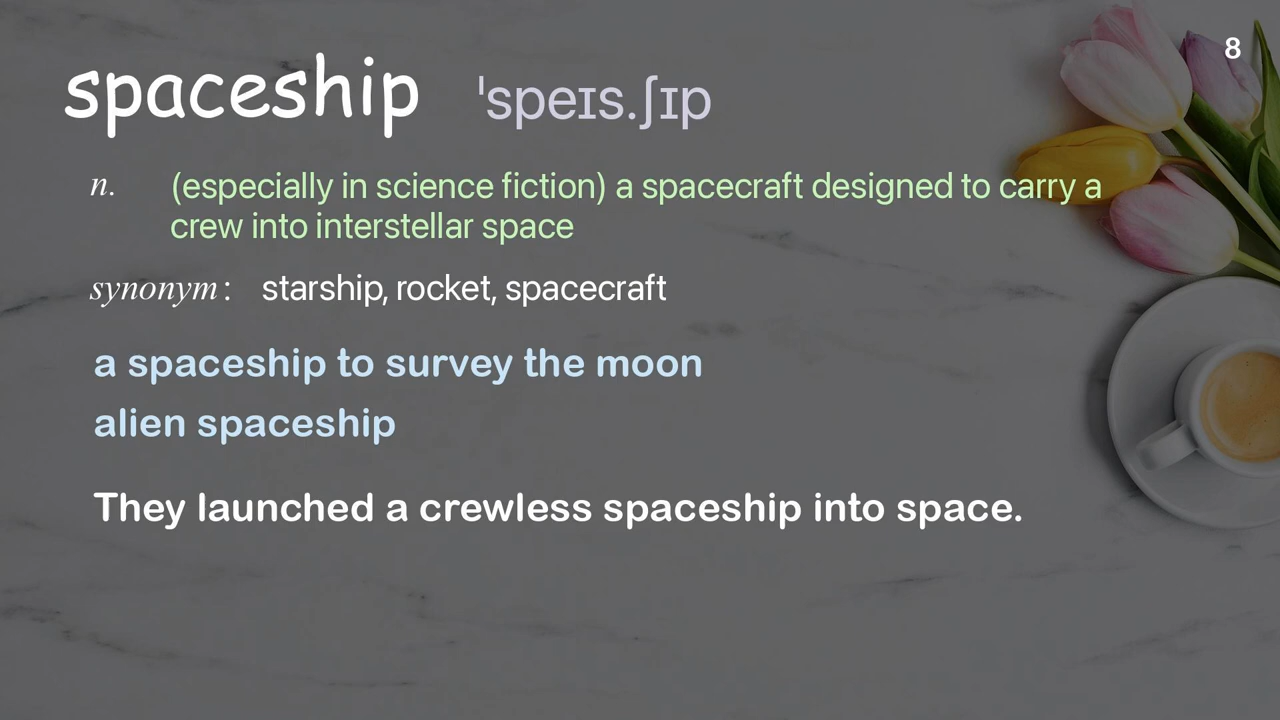 8
spaceship ˈspeɪs.ʃɪp
n. (especially in science fiction) a spacecraft designed to carry a
crew into interstellar space
synonym: starship, rocket, spacecraft
a spaceship to survey the moon
alien spaceship
They launched a crewless spaceship into space.